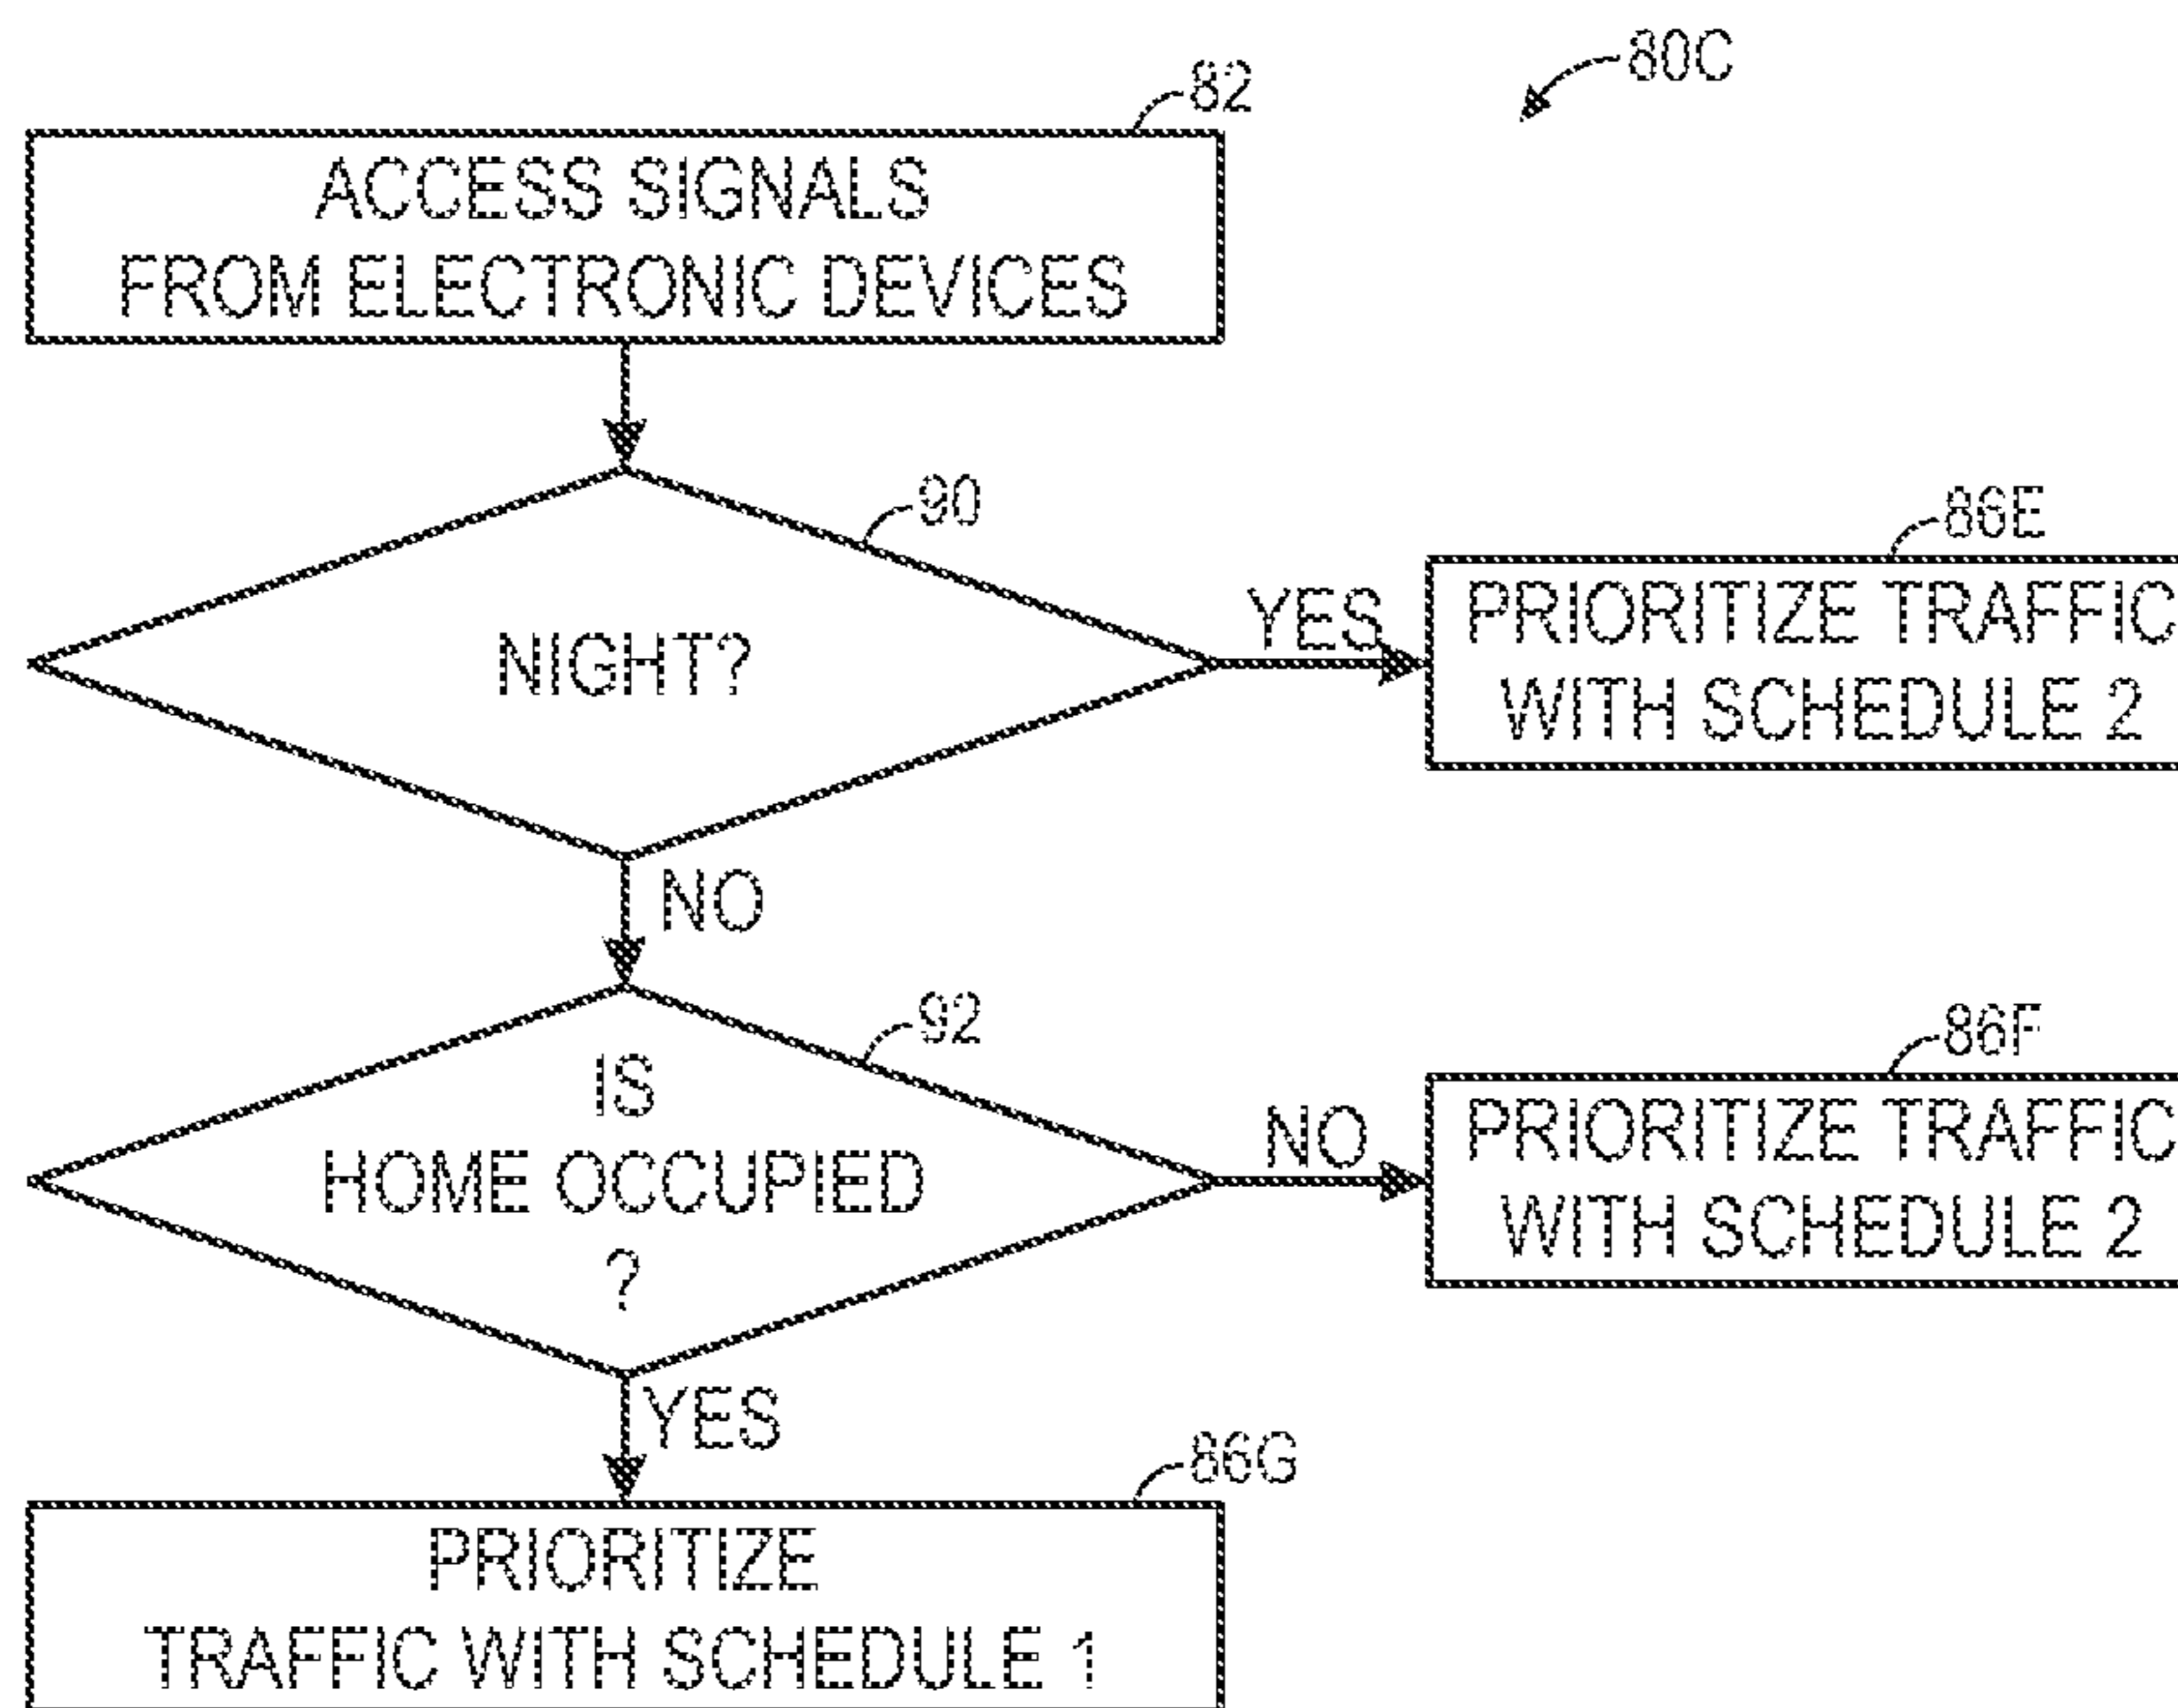 80C
82
ACCESS SIGNALS
FROM ELECTRONIC DEVICES
90
NIGHT?
YES
86E
PRIORITIZE TRAFFIC
WITH SCHEDULE 2
NO
92
IS
HOME OCCUPIED
?
NO
86F
PRIORITIZE TRAFFIC
WITH SCHEDULE 2
YES
86G
PRIORITIZE
TRAFFIC WITH SCHEDULE 1